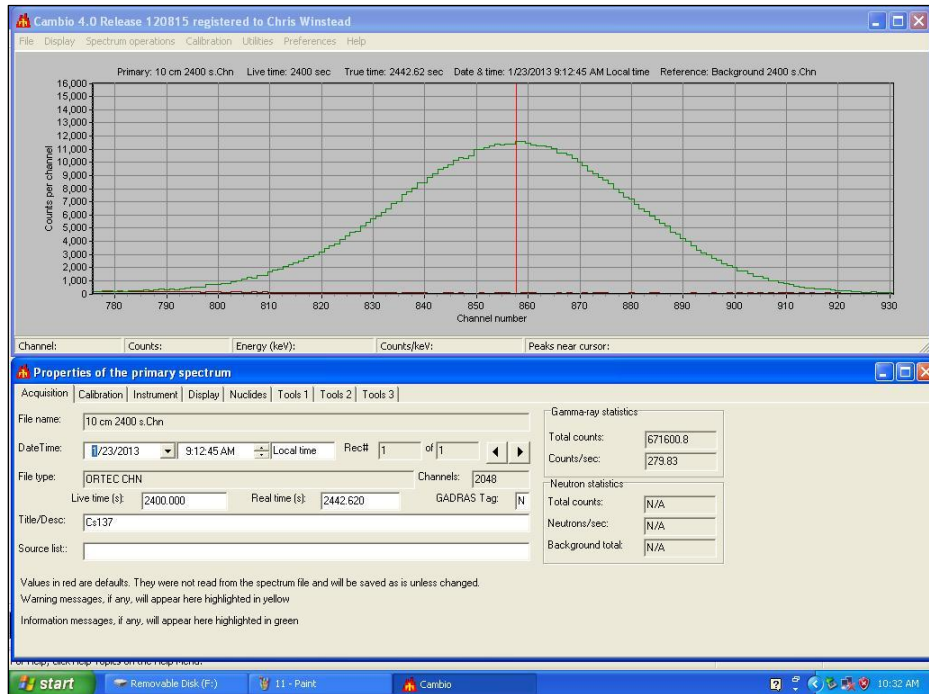 Cambio 4.0 Release 120815 registered to Chris Winstead
File Display Spectrum operations Calibration Utilities Preferences Help
Primary: 10 cm 2400 s.Chn Live time: 2400 sec True time: 2442.62 sec Date & time: 1/23/2013 9:12:45 AM Local time Reference: Background 2400 s.Chn
16,000
15,000
14,000
13,000
12,000
11,000
10,000
9,000
8,000
7,000
6,000
5,000
4,000
3,000
2,000
1,000
0
Counts per channel
780 790 800 810 820 830 840 850 860 870 880 890 900 910 920 930
Channel number
Channel: Counts: Energy (keV): Counts/keV: Peaks near cursor:
Properties of the primary spectrum
Acquisition Calibration Instrument Display Nuclides Tools 1 Tools 2 Tools 3
File name: 10 cm 2400 s.Chn
DateTime: 1/23/2013 9:12:45 AM Local time Rec# 1 of 1
File type: ORTEC CHN Channels: 2048
Live time (s): 2400.000 Real time (s): 2442.620 GADRAS Tag: N
Title/Desc: Cs137
Source list::
Gamma-ray statistics
Total counts: 671600.8
Counts/sec: 279.83
Neutron statistics
Total counts: N/A
Neutrons/sec: N/A
Background total: N/A
Values in red are defaults. They were not read from the spectrum file and will be saved as is unless changed.
Warning messages, if any, will appear here highlighted in yellow
Information messages, if any, will appear here highlighted in green
For Help, click Help Topics on the Help Menu.
start Removable Disk (F:) 11 - Paint Cambio 10:32 AM